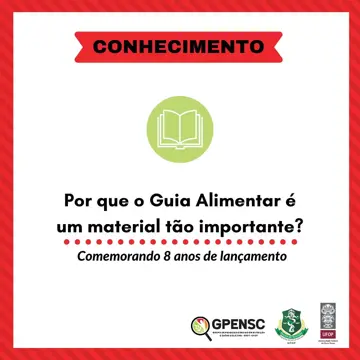 CONHECIMENTO
Por que o Guia Alimentar é
um material tão importante?
Comemorando 8 anos de lançamento
GPENSC
UFOP